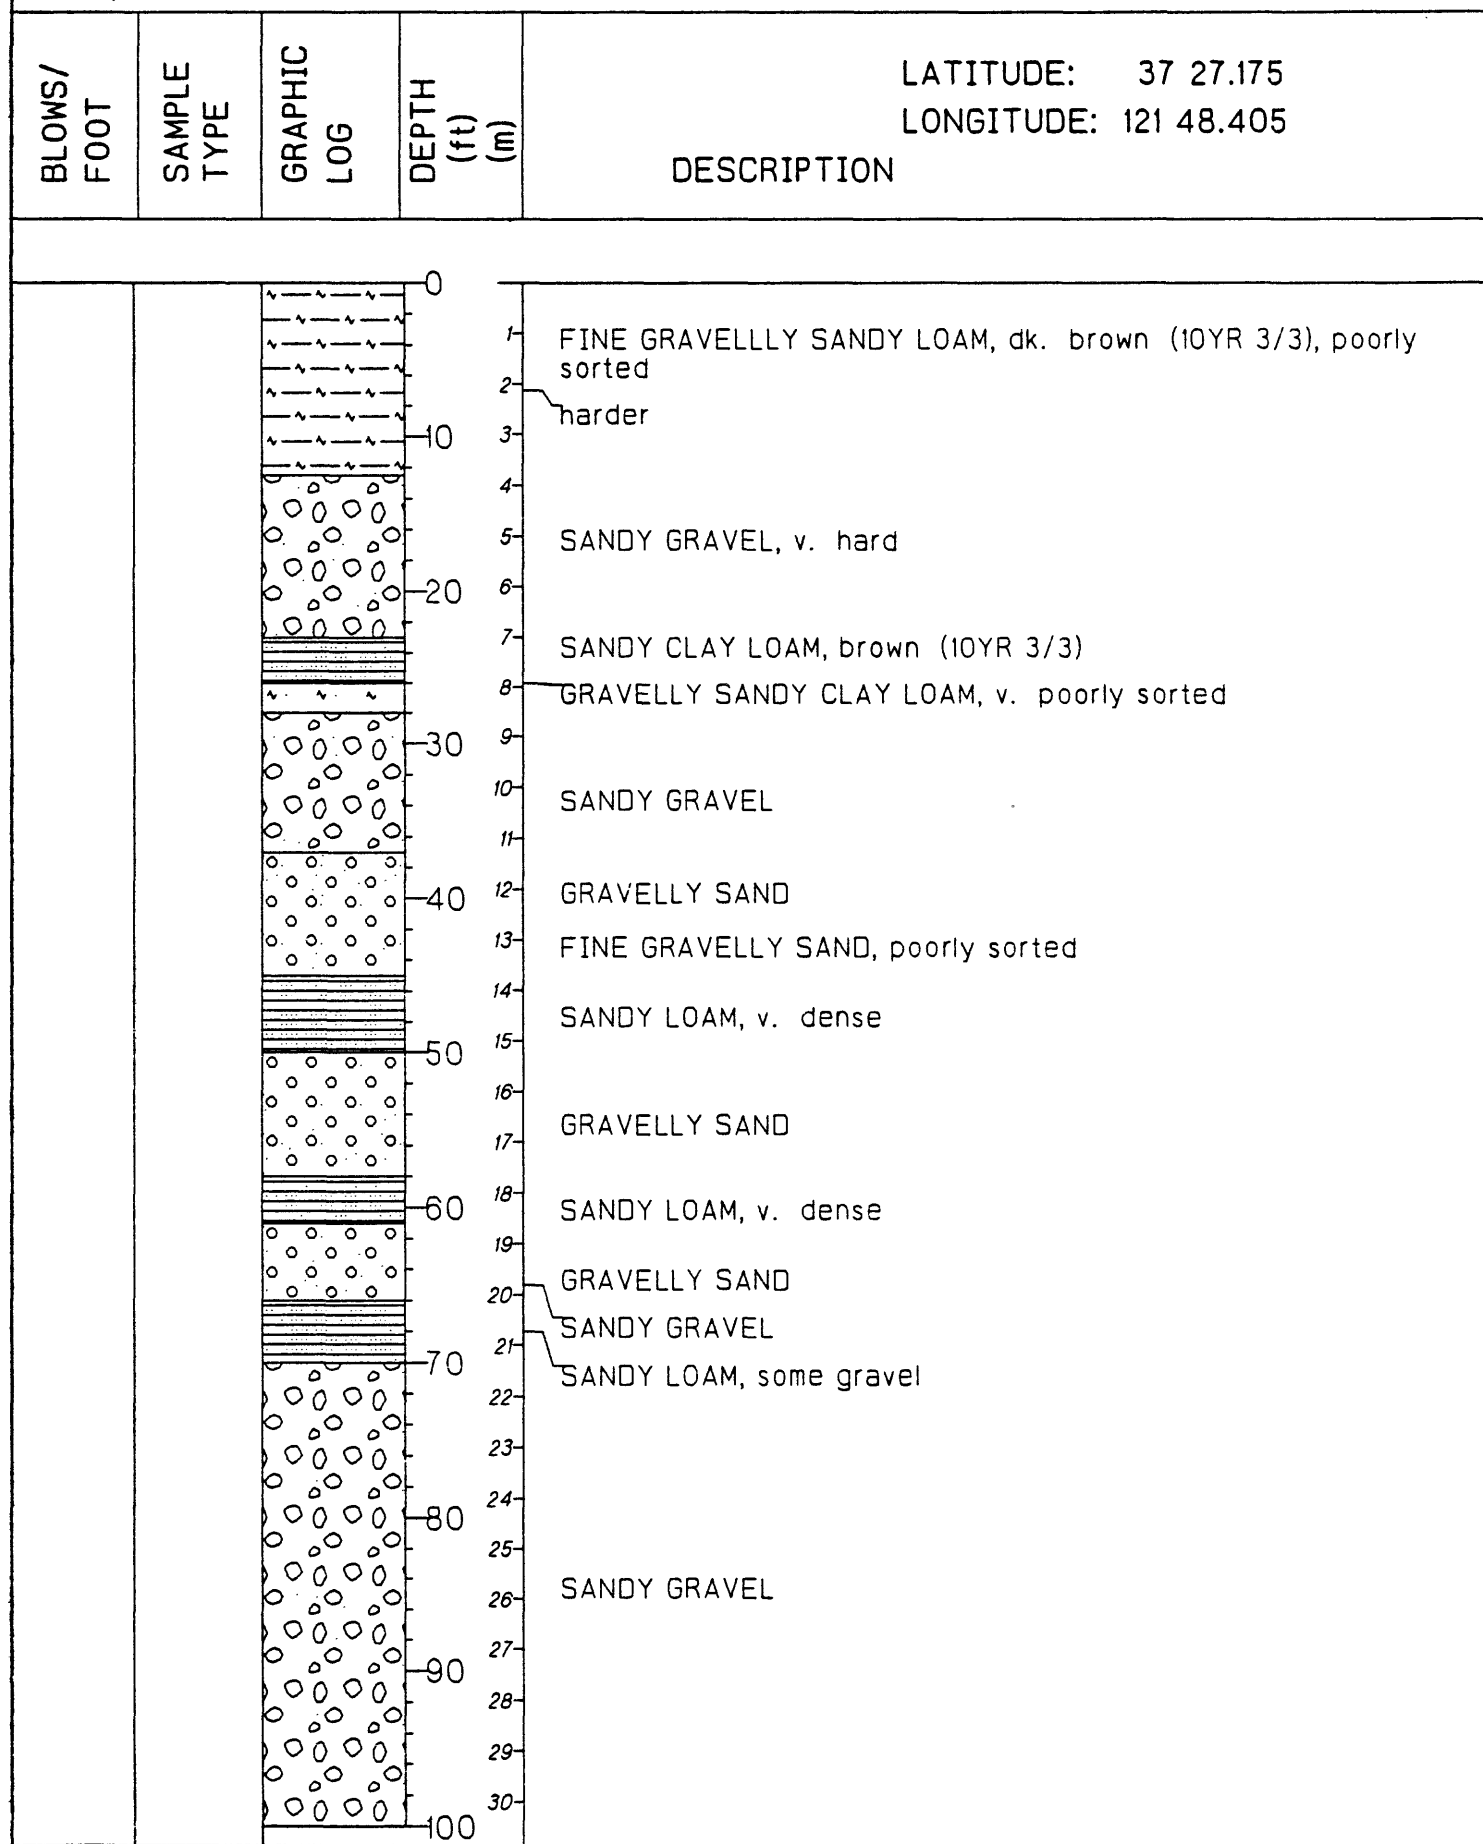 BLOWS/
FOOT
SAMPLE
TYPE
GRAPHIC
LOG
DEPTH
(ft)
(m)
LATITUDE: 37 27.175
LONGITUDE: 121 48.405
DESCRIPTION
0
1
FINE GRAVELLLY SANDY LOAM, dk. brown (10YR 3/3), poorly
sorted
2
harder
10
3
4
5
SANDY GRAVEL, v. hard
20
6
7
SANDY CLAY LOAM, brown (10YR 3/3)
8
GRAVELLY SANDY CLAY LOAM, v. poorly sorted
30
9
10
SANDY GRAVEL
11
40
12
GRAVELLY SAND
13
FINE GRAVELLY SAND, poorly sorted
14
SANDY LOAM, v. dense
15
50
16
GRAVELLY SAND
17
18
60
SANDY LOAM, v. dense
19
GRAVELLY SAND
20
SANDY GRAVEL
21
70
SANDY LOAM, some gravel
22
23
24
80
25
26
SANDY GRAVEL
27
90
28
29
30
100